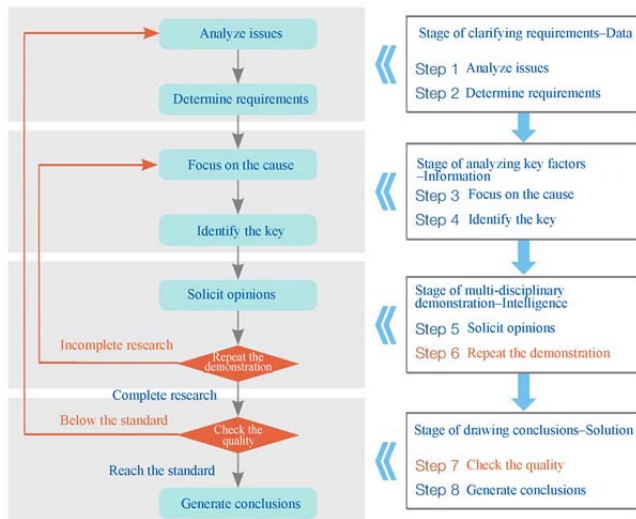 Analyze issues
Determine requirements
Focus on the cause
Identify the key
Solicit opinions
Incomplete research
Repeat the
demonstration
Complete research
Below the standard
Check the
quality
Reach the standard
Generate conclusions
Stage of clarifying requirements–Data
Step 1 Analyze issues
Step 2 Determine requirements
Stage of analyzing key factors
–Information
Step 3 Focus on the cause
Step 4 Identify the key
Stage of multi-disciplinary
demonstration–Intelligence
Step 5 Solicit opinions
Step 6 Repeat the demonstration
Stage of drawing conclusions–Solution
Step 7 Check the quality
Step 8 Generate conclusions